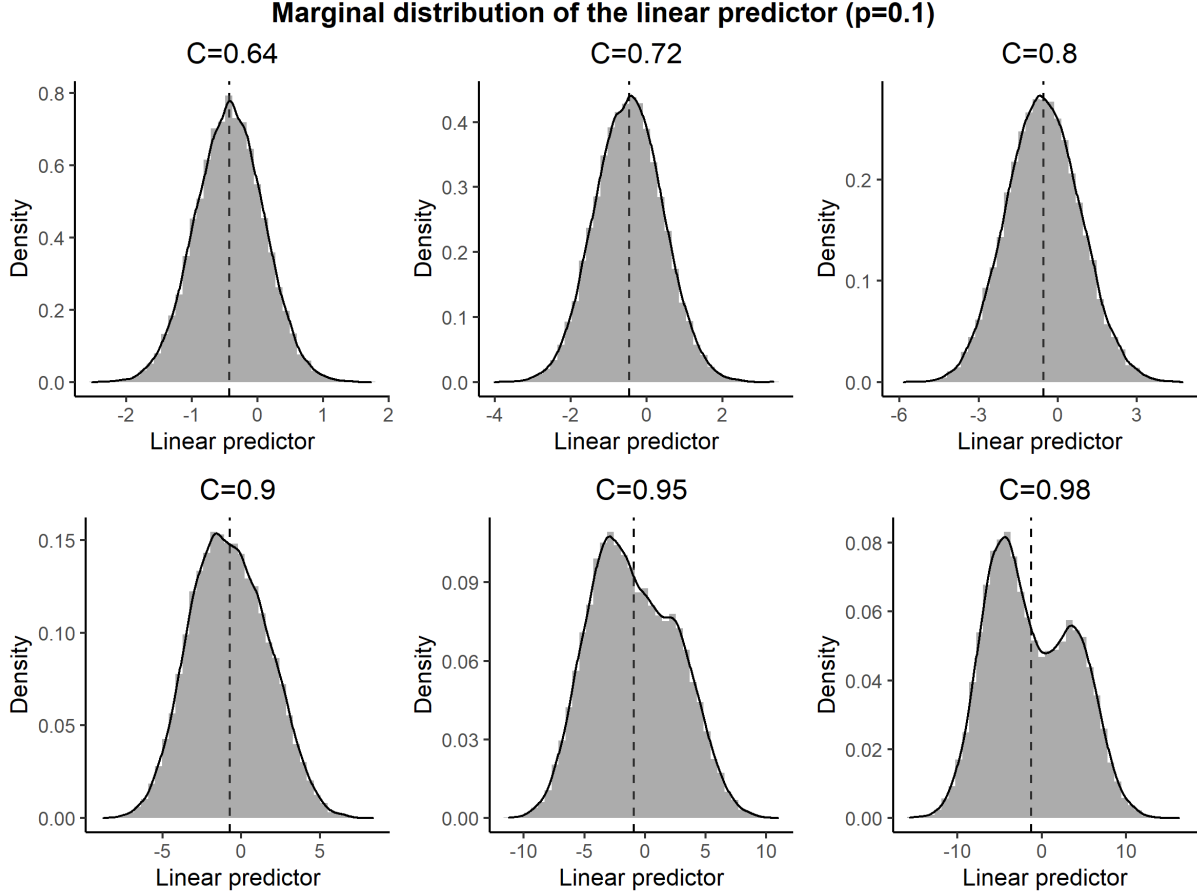 Marginal distribution of the linear predictor (p=0.1)
C=0.64
0.8
0.6
0.4
0.2
0.0
Density
-2 -1 0 1 2
Linear predictor
C=0.72
0.4
0.3
0.2
0.1
0.0
Density
-4 -2 0 2
Linear predictor
C=0.8
0.2
0.1
0.0
Density
-6 -3 0 3
Linear predictor
C=0.9
0.15
0.10
0.05
0.00
Density
-5 0 5
Linear predictor
C=0.95
0.09
0.06
0.03
0.00
Density
-10 -5 0 5 10
Linear predictor
C=0.98
0.08
0.06
0.04
0.02
0.00
Density
-10 0 10
Linear predictor